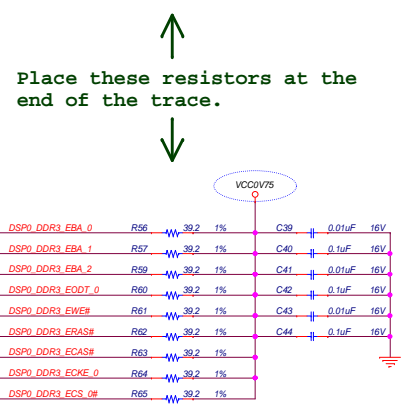 Place these resistors at the
end of the trace.
VCC0V75
DSP0_DDR3_EBA_0 R56 39.2 1% C39 0.01uF 16V
DSP0_DDR3_EBA_1 R57 39.2 1% C40 0.1uF 16V
DSP0_DDR3_EBA_2 R59 39.2 1% C41 0.01uF 16V
DSP0_DDR3_EODT_0 R60 39.2 1% C42 0.1uF 16V
DSP0_DDR3_EWE# R61 39.2 1% C43 0.01uF 16V
DSP0_DDR3_ERAS# R62 39.2 1% C44 0.1uF 16V
DSP0_DDR3_ECAS# R63 39.2 1%
DSP0_DDR3_ECKE_0 R64 39.2 1%
DSP0_DDR3_ECS_0# R65 39.2 1%